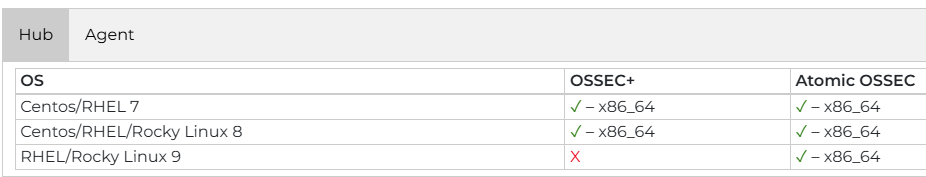 Hub Agent
OS OSSEC+ Atomic OSSEC
Centos/RHEL 7 ✓ – x86_64 ✓ – x86_64
Centos/RHEL/Rocky Linux 8 ✓ – x86_64 ✓ – x86_64
RHEL/Rocky Linux 9 X ✓ – x86_64